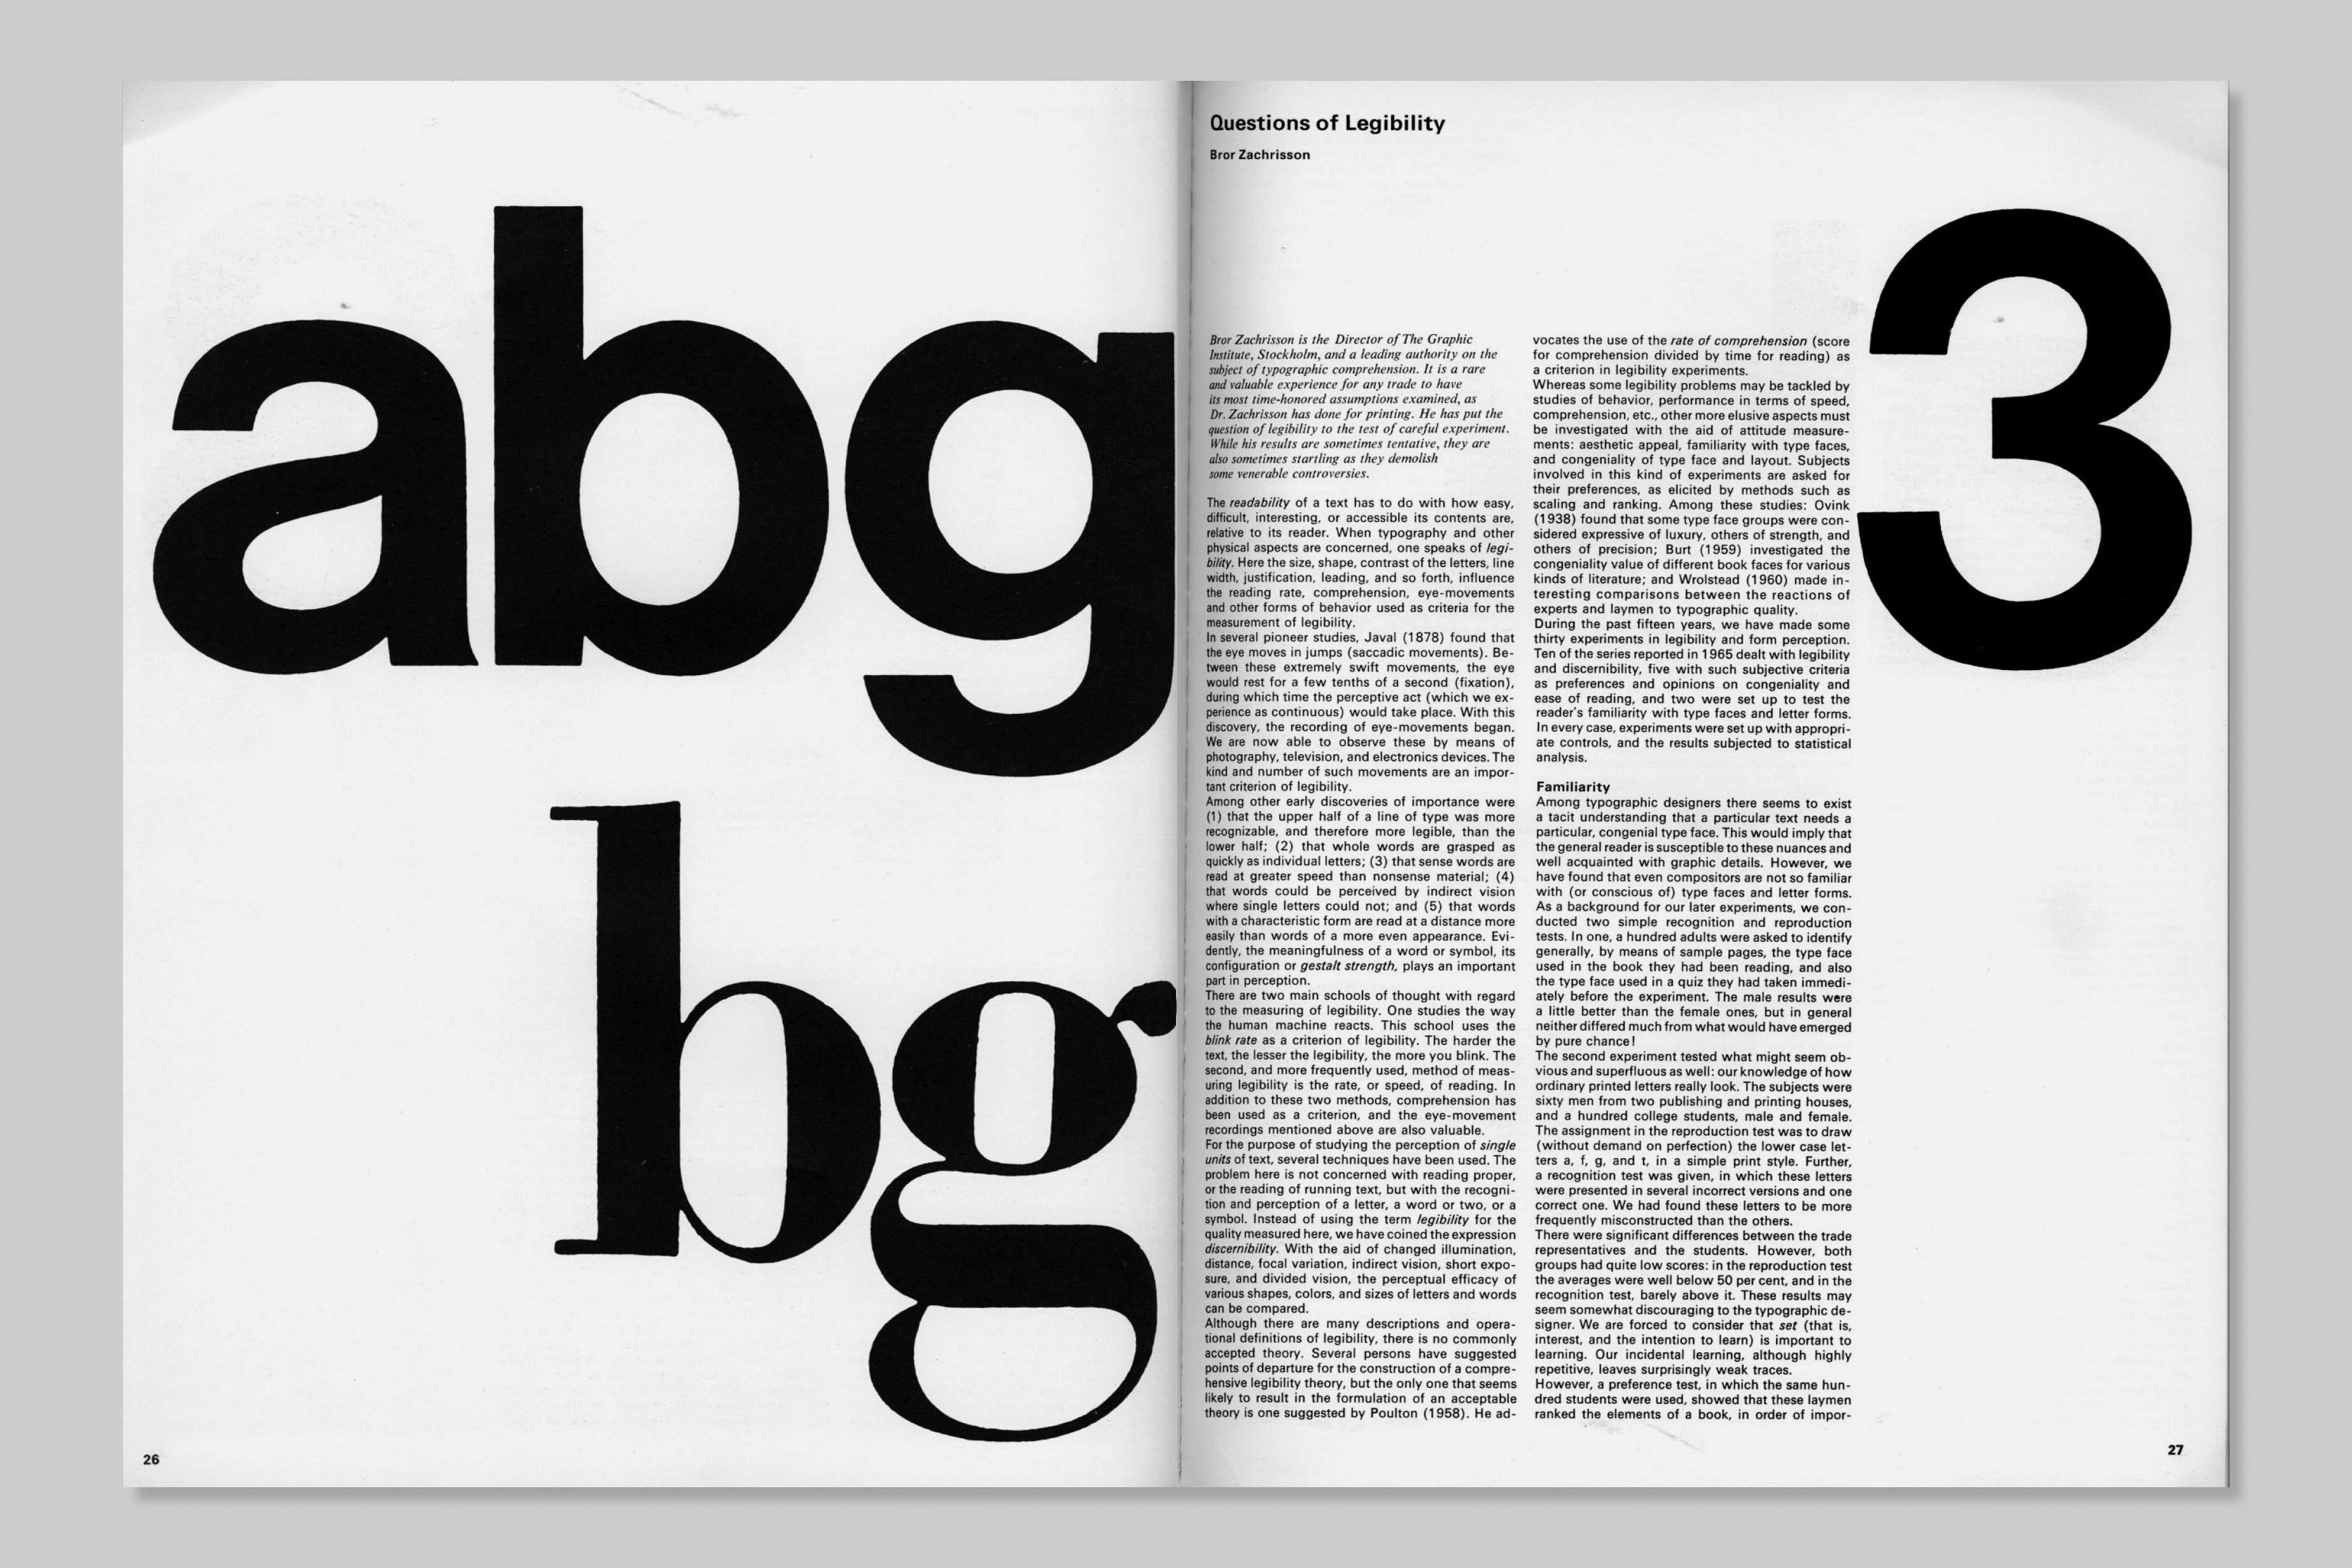 abg
bg
26
Questions of Legibility
Bror Zachrisson
3
Bror Zachrisson is the Director of The Graphic
Institute, Stockholm, and a leading authority on the
subject of typographic comprehension. It is a rare
and valuable experience for any trade to have
its most time-honored assumptions examined, as
Dr. Zachrisson has done for printing. He has put the
question of legibility to the test of careful experiment.
While his results are sometimes tentative, they are
also sometimes startling as they demolish
some venerable controversies.
The readability of a text has to do with how easy,
difficult, interesting, or accessible its contents are,
relative to its reader. When typography and other
physical aspects are concerned, one speaks of legi-
bility. Here the size, shape, contrast of the letters, line
width, justification, leading, and so forth, influence
the reading rate, comprehension, eye-movements
and other forms of behavior used as criteria for the
measurement of legibility.
In several pioneer studies, Javal (1878) found that
the eye moves in jumps (saccadic movements). Be-
tween these extremely swift movements, the eye
would rest for a few tenths of a second (fixation),
during which time the perceptive act (which we ex-
perience as continuous) would take place. With this
discovery, the recording of eye-movements began.
We are now able to observe these by means of
photography, television, and electronics devices. The
kind and number of such movements are an impor-
tant criterion of legibility.
Among other early discoveries of importance were
(1) that the upper half of a line of type was more
recognizable, and therefore more legible, than the
lower half; (2) that whole words are grasped as
quickly as individual letters; (3) that sense words are
read at greater speed than nonsense material; (4)
that words could be perceived by indirect vision
where single letters could not; and (5) that words
with a characteristic form are read at a distance more
easily than words of a more even appearance. Evi-
dently, the meaningfulness of a word or symbol, its
configuration or gestalt strength, plays an important
part in perception.
There are two main schools of thought with regard
to the measuring of legibility. One studies the way
the human machine reacts. This school uses the
blink rate as a criterion of legibility. The harder the
text, the lesser the legibility, the more you blink. The
second, and more frequently used, method of meas-
uring legibility is the rate, or speed, of reading. In
addition to these two methods, comprehension has
been used as a criterion, and the eye-movement
recordings mentioned above are also valuable.
For the purpose of studying the perception of single
units of text, several techniques have been used. The
problem here is not concerned with reading proper,
or the reading of running text, but with the recogni-
tion and perception of a letter, a word or two, or a
symbol. Instead of using the term legibility for the
quality measured here, we have coined the expression
discernibility. With the aid of changed illumination,
distance, focal variation, indirect vision, short expo-
sure, and divided vision, the perceptual efficacy of
various shapes, colors, and sizes of letters and words
can be compared.
Although there are many descriptions and opera-
tional definitions of legibility, there is no commonly
accepted theory. Several persons have suggested
points of departure for the construction of a compre-
hensive legibility theory, but the only one that seems
likely to result in the formulation of an acceptable
theory is one suggested by Poulton (1958). He ad-
vocates the use of the rate of comprehension (score
for comprehension divided by time for reading) as
a criterion in legibility experiments.
Whereas some legibility problems may be tackled by
studies of behavior, performance in terms of speed,
comprehension, etc., other more elusive aspects must
be investigated with the aid of attitude measure-
ments: aesthetic appeal, familiarity with type faces,
and congeniality of type face and layout. Subjects
involved in this kind of experiments are asked for
their preferences, as elicited by methods such as
scaling and ranking. Among these studies: Ovink
(1938) found that some type face groups were con-
sidered expressive of luxury, others of strength, and
others of precision; Burt (1959) investigated the
congeniality value of different book faces for various
kinds of literature; and Wrolstead (1960) made in-
teresting comparisons between the reactions of
experts and laymen to typographic quality.
During the past fifteen years, we have made some
thirty experiments in legibility and form perception.
Ten of the series reported in 1965 dealt with legibility
and discernibility, five with such subjective criteria
as preferences and opinions on congeniality and
ease of reading, and two were set up to test the
reader's familiarity with type faces and letter forms.
In every case, experiments were set up with appropri-
ate controls, and the results subjected to statistical
analysis.
Familiarity
Among typographic designers there seems to exist
a tacit understanding that a particular text needs a
particular, congenial type face. This would imply that
the general reader is susceptible to these nuances and
well acquainted with graphic details. However, we
have found that even compositors are not so familiar
with (or conscious of) type faces and letter forms.
As a background for our later experiments, we con-
ducted two simple recognition and reproduction
tests. In one, a hundred adults were asked to identify
generally, by means of sample pages, the type face
used in the book they had been reading, and also
the type face used in a quiz they had taken immedi-
ately before the experiment. The male results were
a little better than the female ones, but in general
neither differed much from what would have emerged
by pure chance!
The second experiment tested what might seem ob-
vious and superfluous as well: our knowledge of how
ordinary printed letters really look. The subjects were
sixty men from two publishing and printing houses,
and a hundred college students, male and female.
The assignment in the reproduction test was to draw
(without demand on perfection) the lower case let-
ters a, f, g, and t, in a simple print style. Further,
a recognition test was given, in which these letters
were presented in several incorrect versions and one
correct one. We had found these letters to be more
frequently misconstructed than the others.
There were significant differences between the trade
representatives and the students. However, both
groups had quite low scores: in the reproduction test
the averages were well below 50 per cent, and in the
recognition test, barely above it. These results may
seem somewhat discouraging to the typographic de-
signer. We are forced to consider that set (that is,
interest, and the intention to learn) is important to
learning. Our incidental learning, although highly
repetitive, leaves surprisingly weak traces.
However, a preference test, in which the same hun-
dred students were used, showed that these laymen
ranked the elements of a book, in order of impor-
27